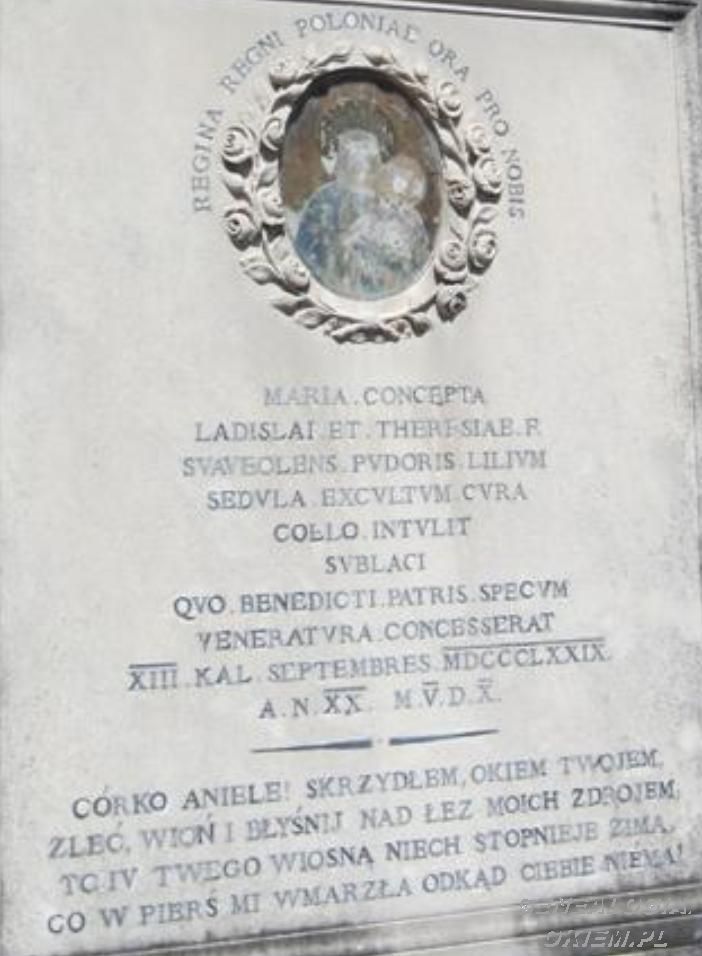 REGINA REGNI POLONIAE ORA PRO NOBIS
MARIA . CONCEPTA
LADISLAI . ET . THERESIAE . F.
SVAVEOLENS . PVDORIS . LILIVM
SEDVLA . EXCVLTVM . CVRA
COELO . INTVLIT
SVBLACI
QVO . BENEDICTI . PATRIS . SPECVM
VENERATVRA . CONCESSERAT
XIII . KAL . SEPTEMBRES . MDCCCLXXIX .
A . N . XX . M . V . D . X .
CÓRKO ANIELE! SKRZYDŁEM, OKIEM TWOJEM,
ZLEĆ, WIOŃ I BŁYŚNIJ NAD ŁEZ MOICH ZDROJEM,
TO IV TWEGO WIOSNĄ NIECH STOPNIEJE ZIMA,
CO W PIERŚ MI WMARZŁA ODKĄD CIEBIE NIEMA!
OKIEM.PL